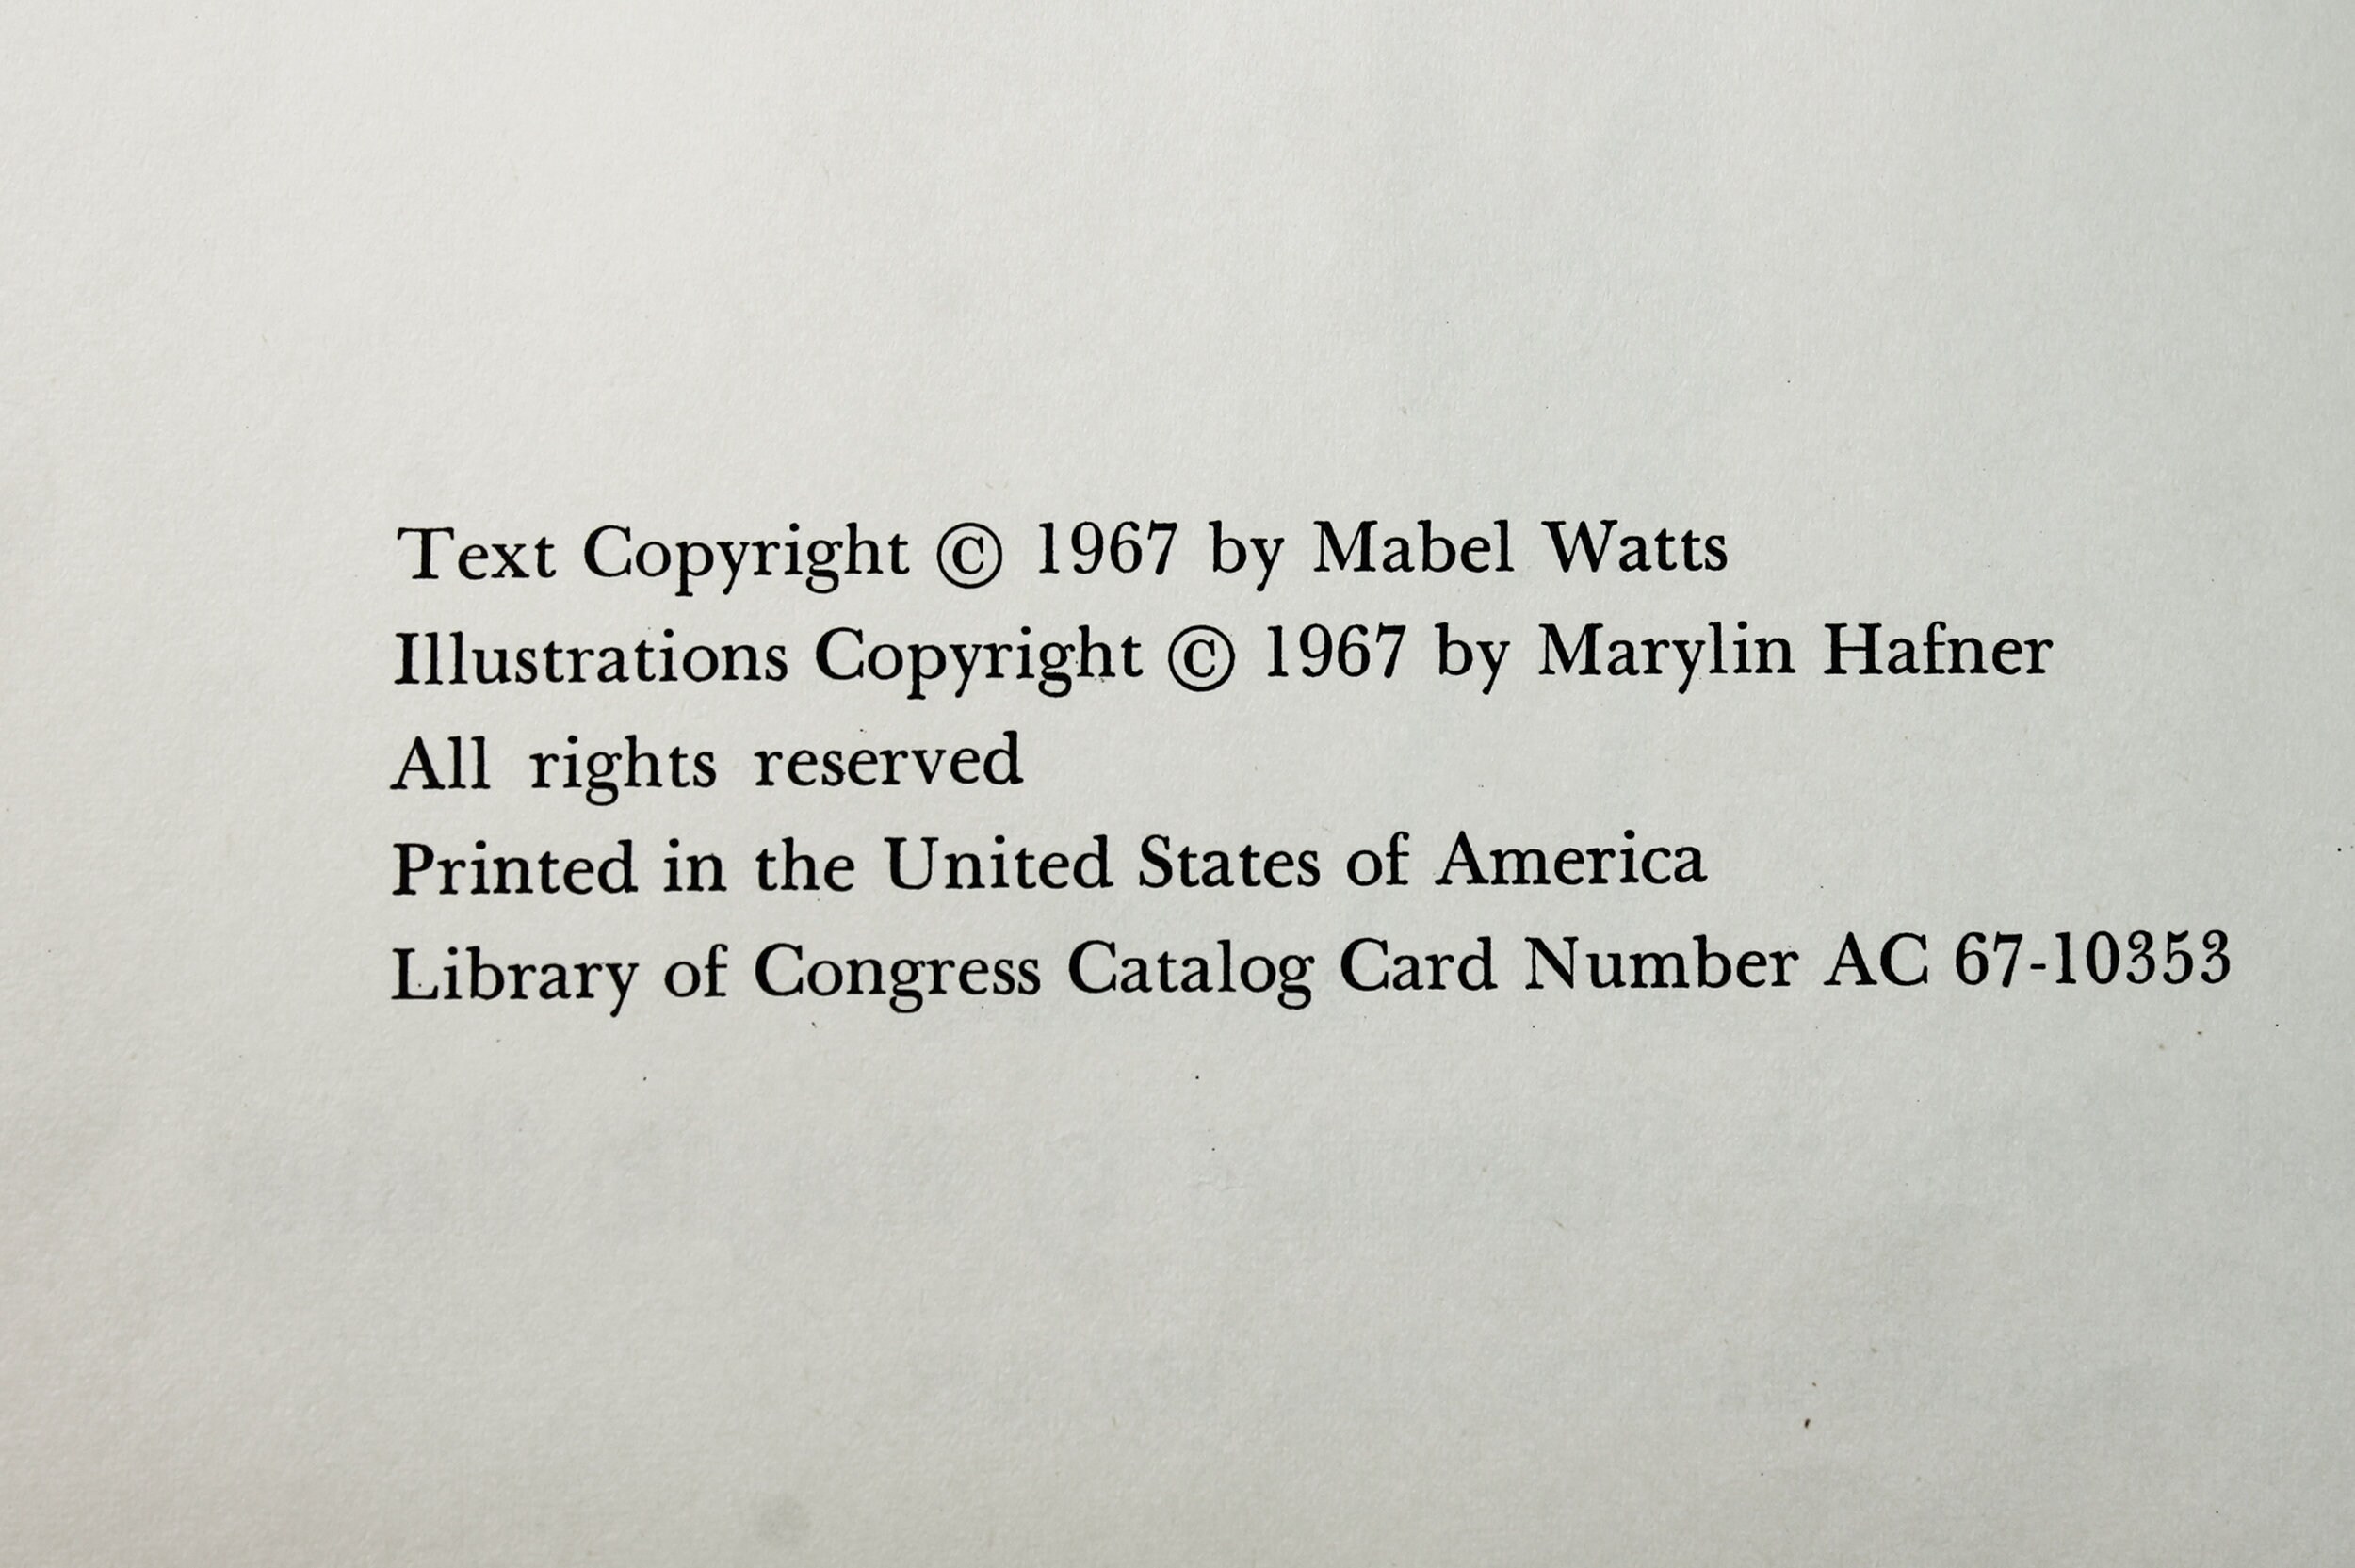 Text Copyright © 1967 by Mabel Watts
Illustrations Copyright © 1967 by Marylin Hafner
All rights reserved
Printed in the United States of America
Library of Congress Catalog Card Number AC 67-10353